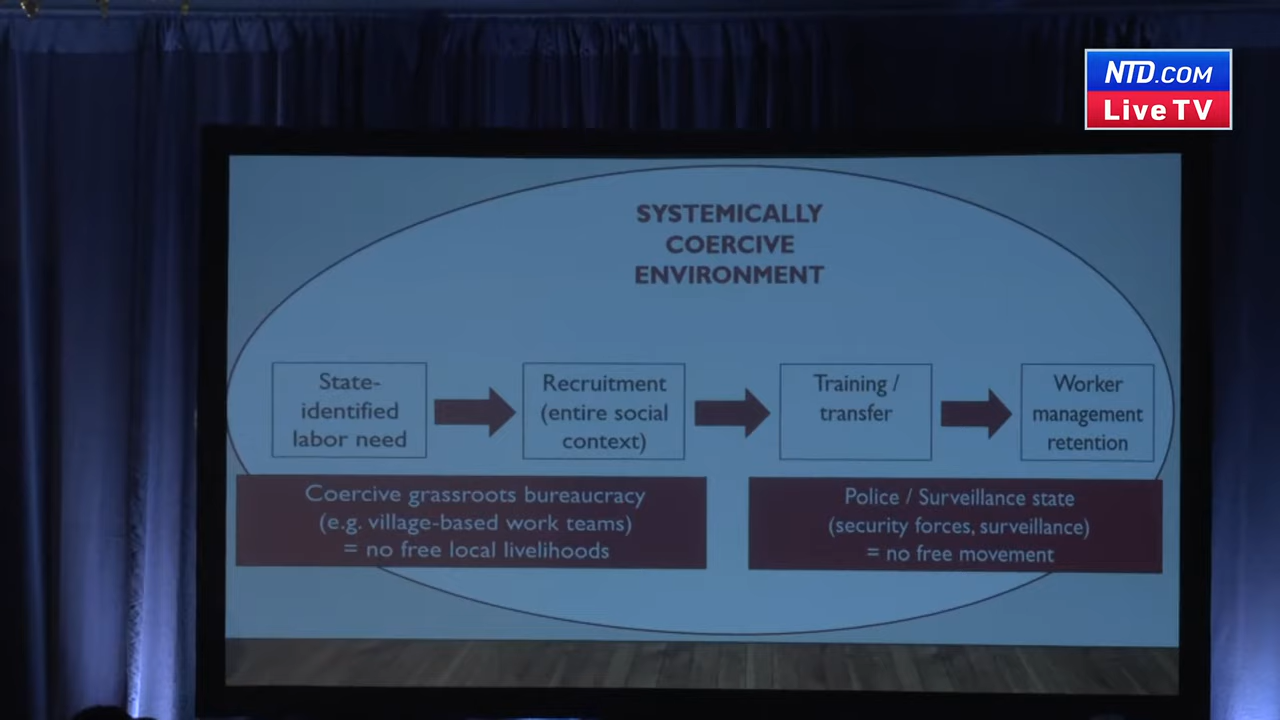 NTD.COM
Live TV
SYSTEMICALLY
COERCIVE
ENVIRONMENT
State-
identified
labor need
Recruitment
(entire social
context)
Training /
transfer
Worker
management
retention
Coercive grassroots bureaucracy
(e.g. village-based work teams)
= no free local livelihoods
Police / Surveillance state
(security forces, surveillance)
= no free movement